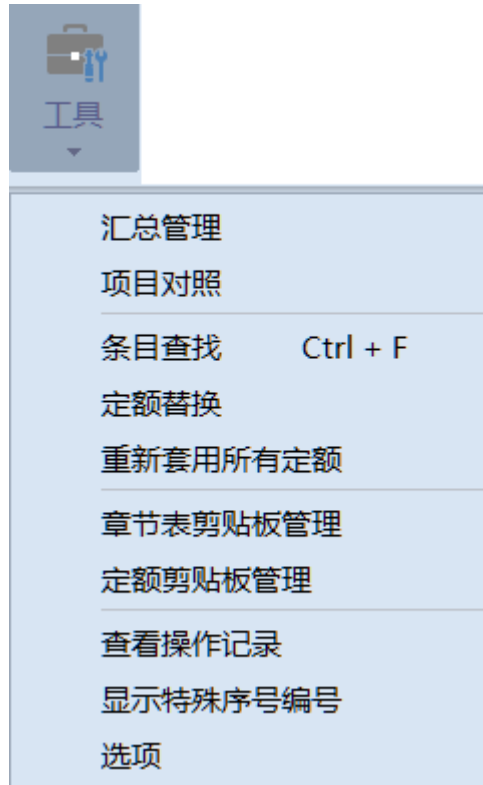 工具
汇总管理
项目对照
条目查找 Ctrl + F
定额替换
重新套用所有定额
章节表剪贴板管理
定额剪贴板管理
查看操作记录
显示特殊序号编号
选项